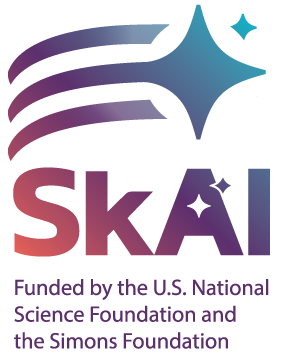 SkAI
Funded by the U.S. National
Science Foundation and
the Simons Foundation